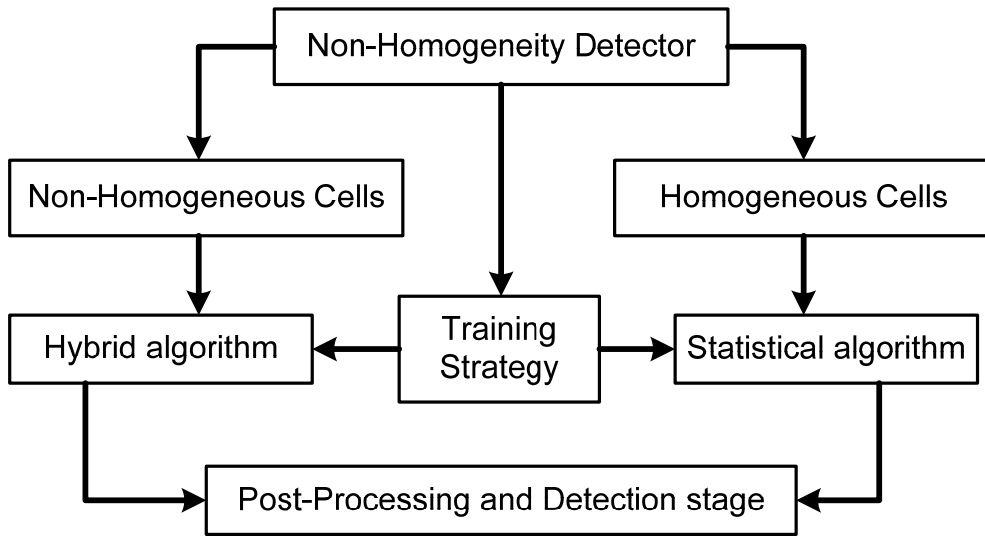 Non-Homogeneity Detector
Non-Homogeneous Cells
Homogeneous Cells
Hybrid algorithm
Training
Strategy
Statistical algorithm
Post-Processing and Detection stage